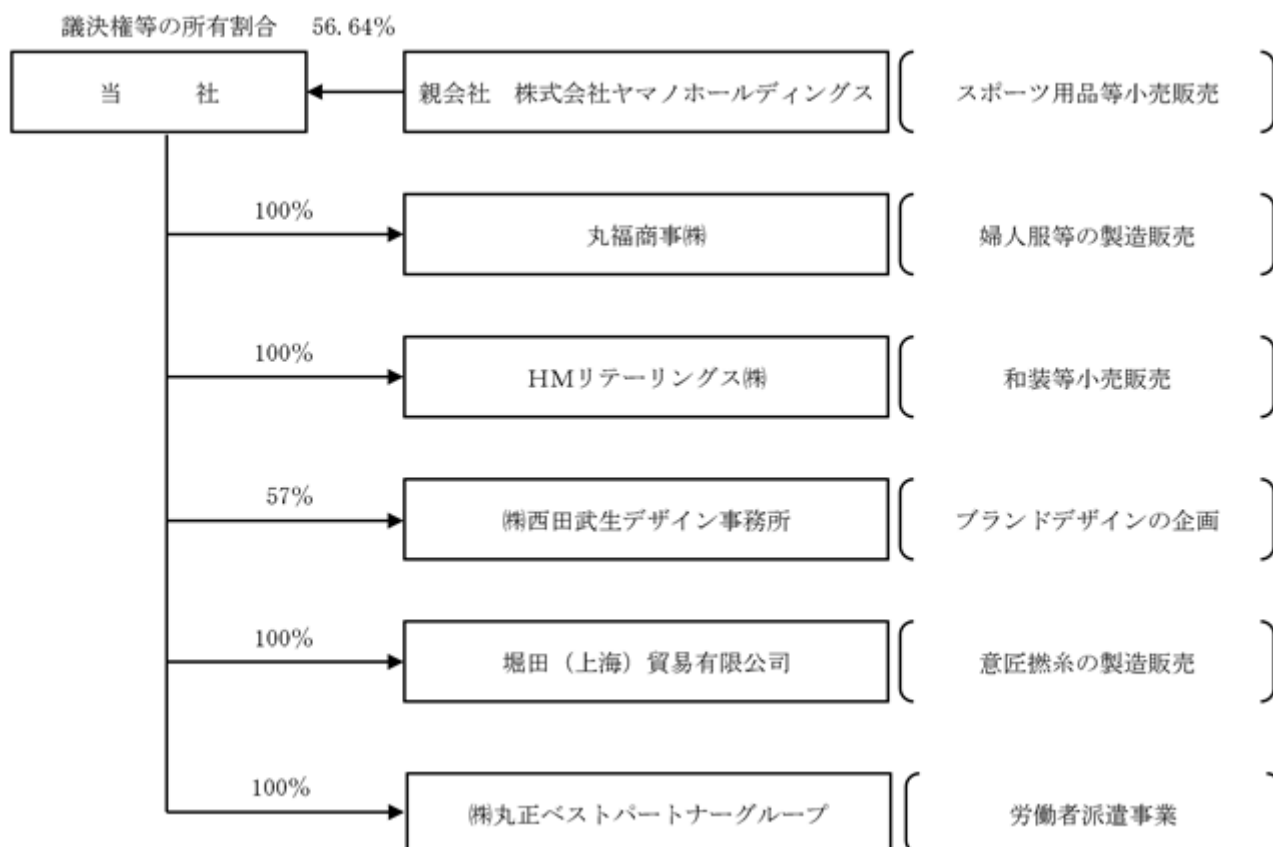 議決権等の所有割合 56.64%
当 社
親会社 株式会社ヤマノホールディングス
スポーツ用品等小売販売
100%
丸福商事㈱
婦人服等の製造販売
100%
HMリテーリングス㈱
和装等小売販売
57%
㈱西田武生デザイン事務所
ブランドデザインの企画
100%
堀田（上海）貿易有限公司
意匠撚糸の製造販売
100%
㈱丸正ベストパートナーグループ
労働者派遣事業